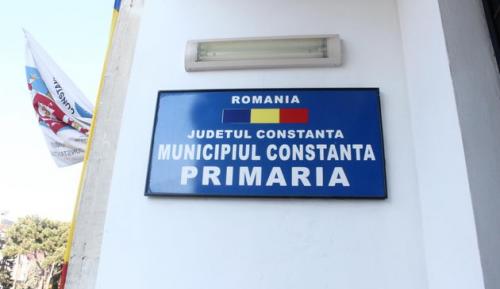 ROMANIA
JUDETUL CONSTANTA
MUNICIPIUL CONSTANTA
PRIMARIA